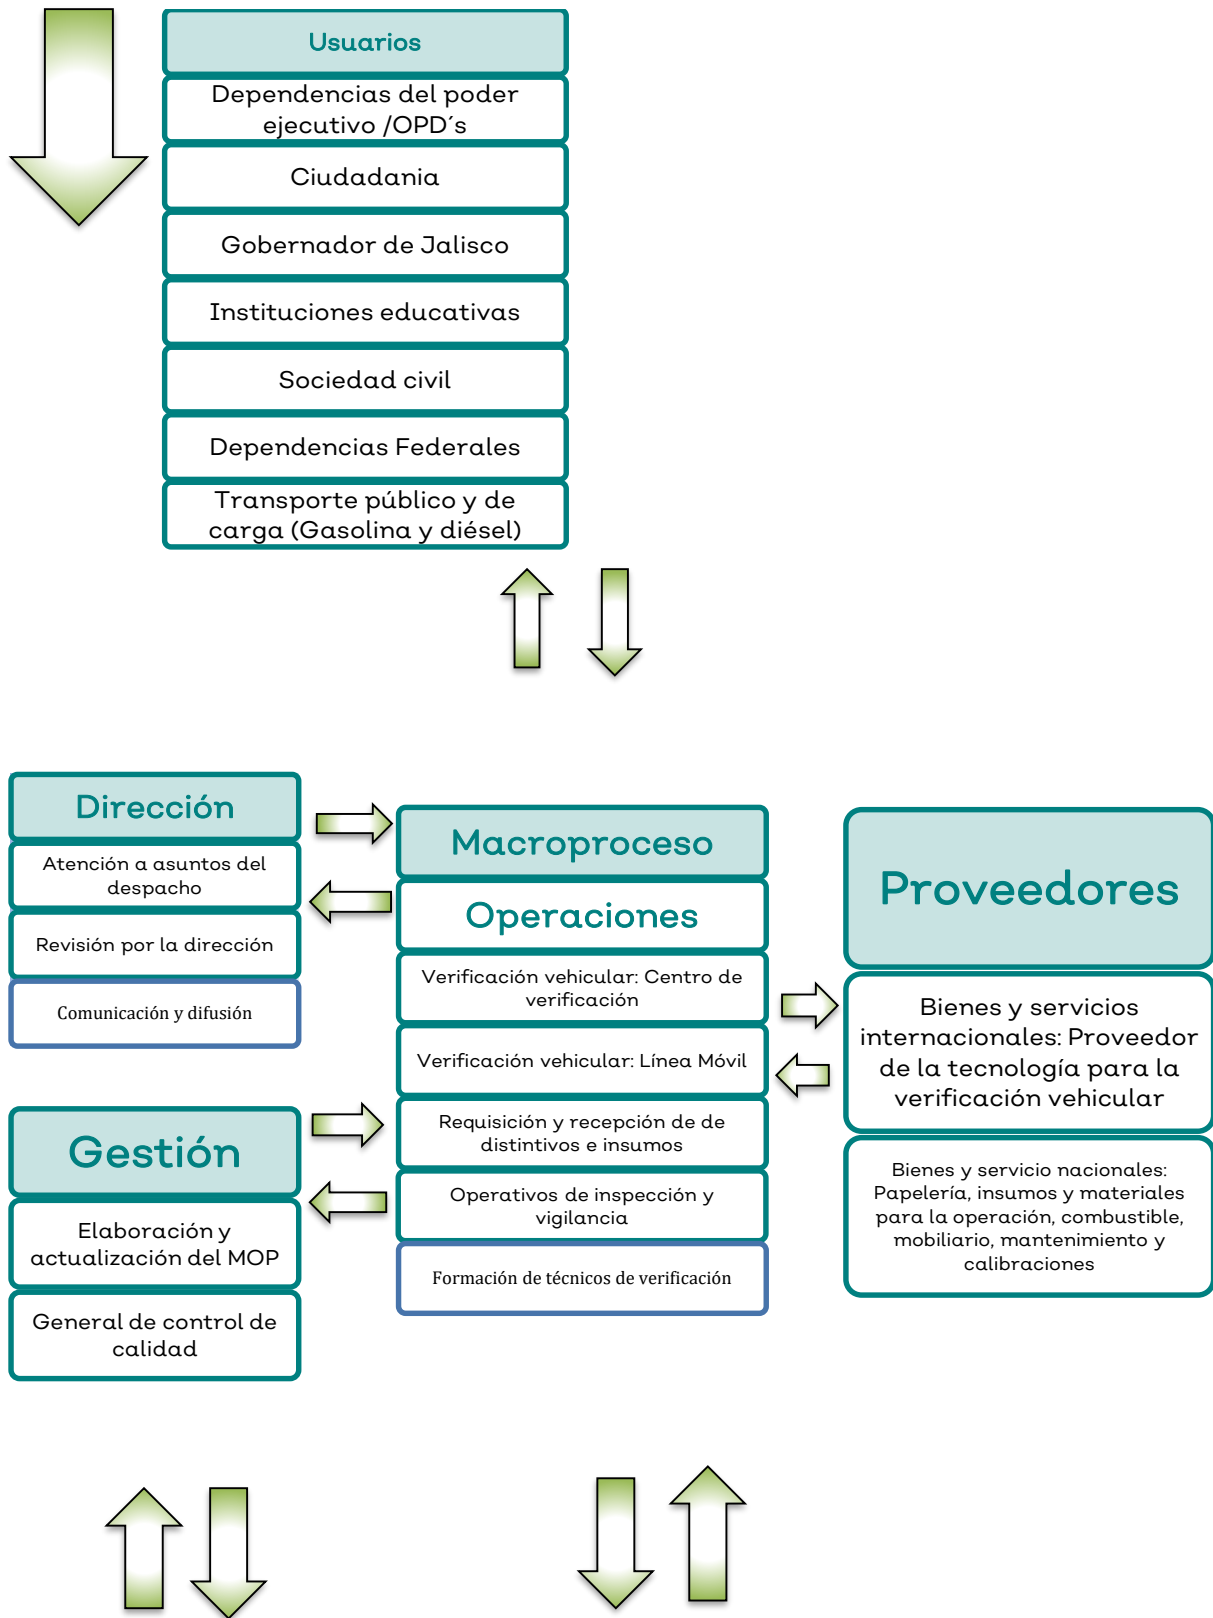 Usuarios
Dependencias del poder
ejecutivo /OPD´s
Ciudadania
Gobernador de Jalisco
Instituciones educativas
Sociedad civil
Dependencias Federales
Transporte público y de
carga (Gasolina y diésel)
Dirección
Atención a asuntos del
despacho
Revisión por la dirección
Comunicación y difusión
Gestión
Elaboración y
actualización del MOP
General de control de
calidad
Macroproceso
Operaciones
Verificación vehicular: Centro de
verificación
Verificación vehicular: Línea Móvil
Requisición y recepción de de
distintivos e insumos
Operativos de inspección y
vigilancia
Formación de técnicos de verificación
Proveedores
Bienes y servicios
internacionales: Proveedor
de la tecnología para la
verificación vehicular
Bienes y servicio nacionales:
Papelería, insumos y materiales
para la operación, combustible,
mobiliario, mantenimiento y
calibraciones